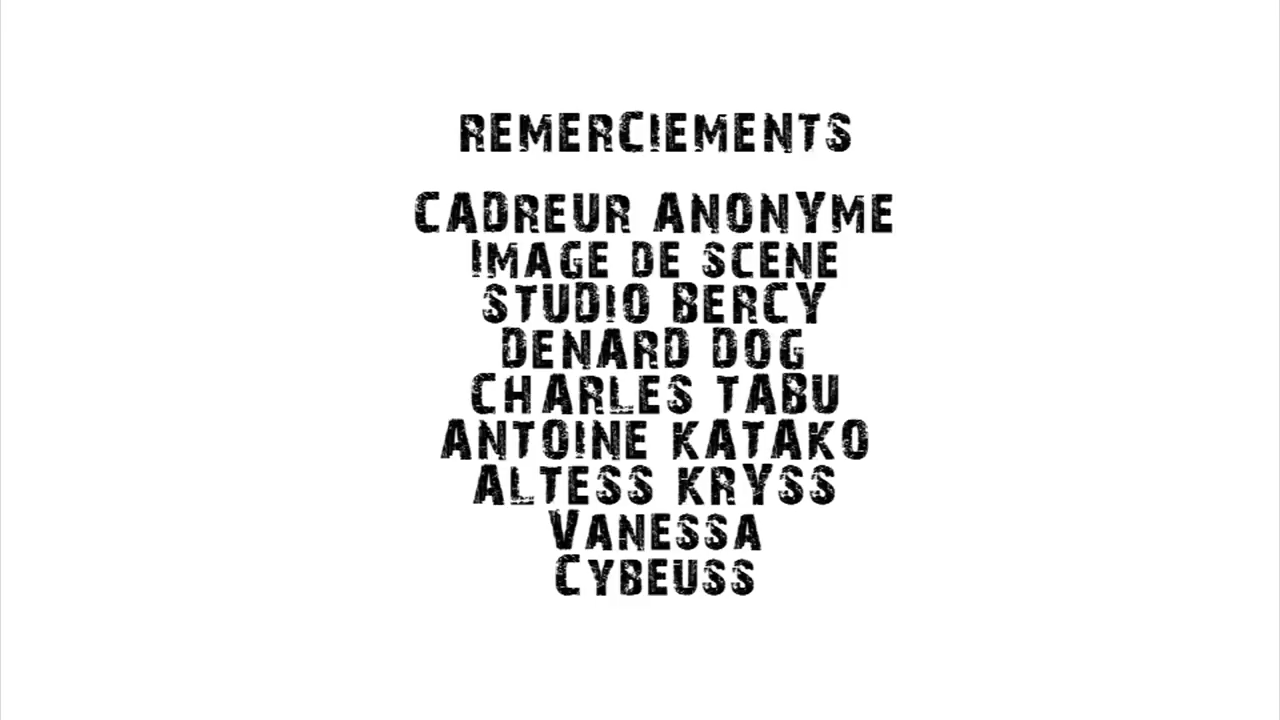 REMERCIEMENTS
CADREUR ANONYME
IMAGE DE SCENE
STUDIO BERCY
DENARD DOG
CHARLES TABU
ANTOINE KATAKO
ALTESS KRYSS
VANESSA
CYBEUSS